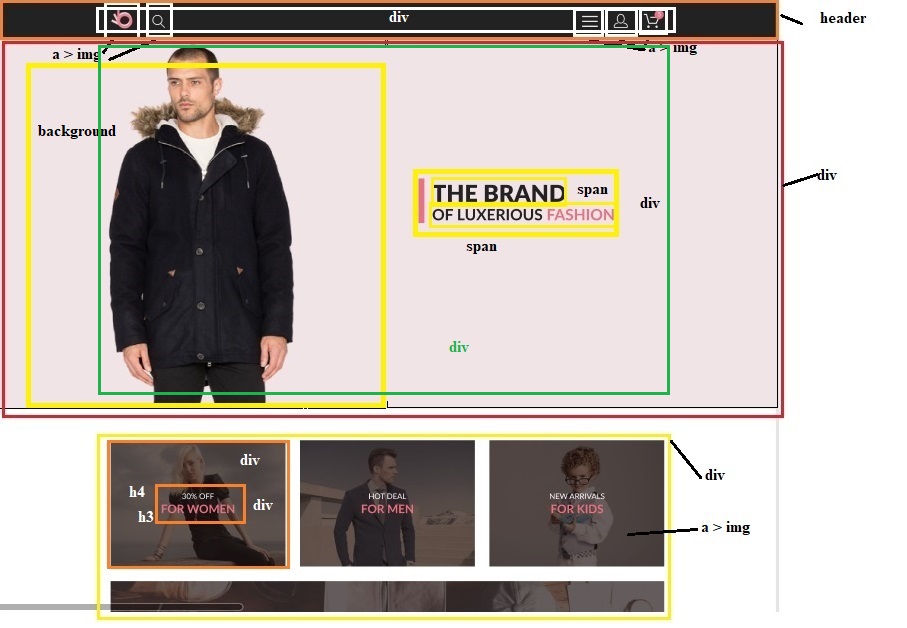 div
header
a > img
a > img
background
div
THE BRAND
span
OF LUXERIOUS FASHION
div
span
div
div
h4
30% OFF
h3
FOR WOMEN
div
HOT DEAL
FOR MEN
NEW ARRIVALS
FOR KIDS
div
a > img